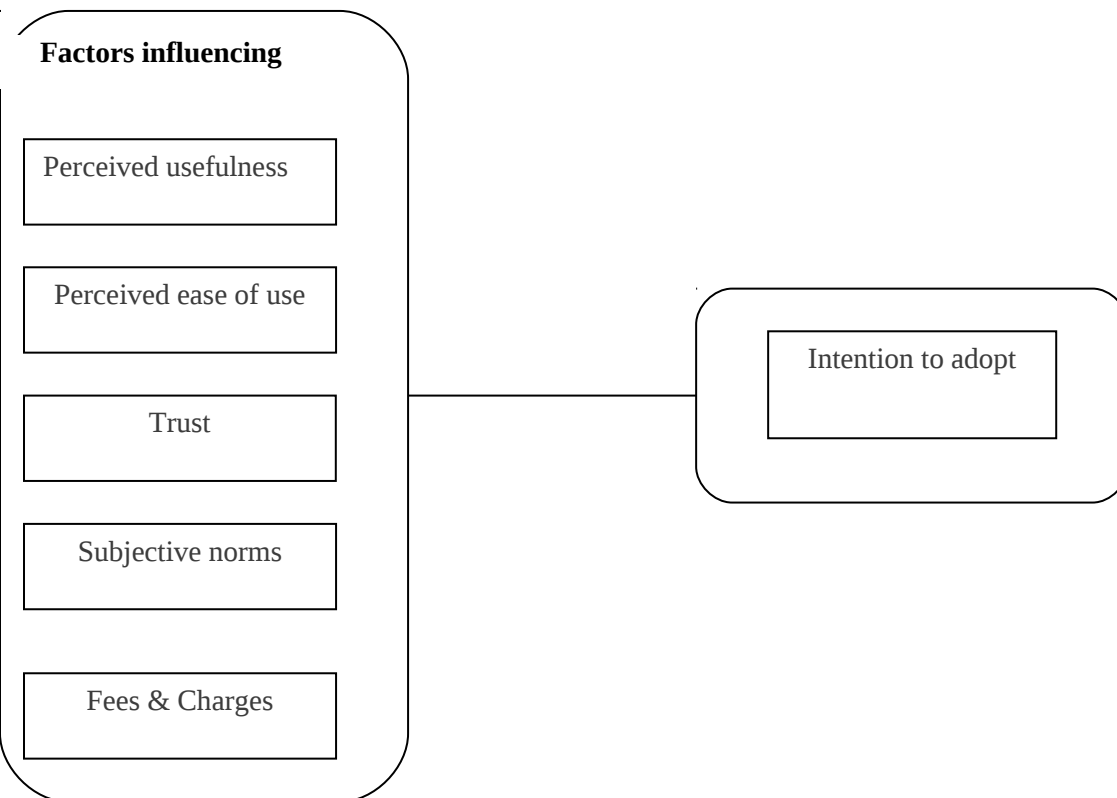 Factors influencing
Perceived usefulness
Perceived ease of use
Trust
Subjective norms
Fees & Charges
Intention to adopt